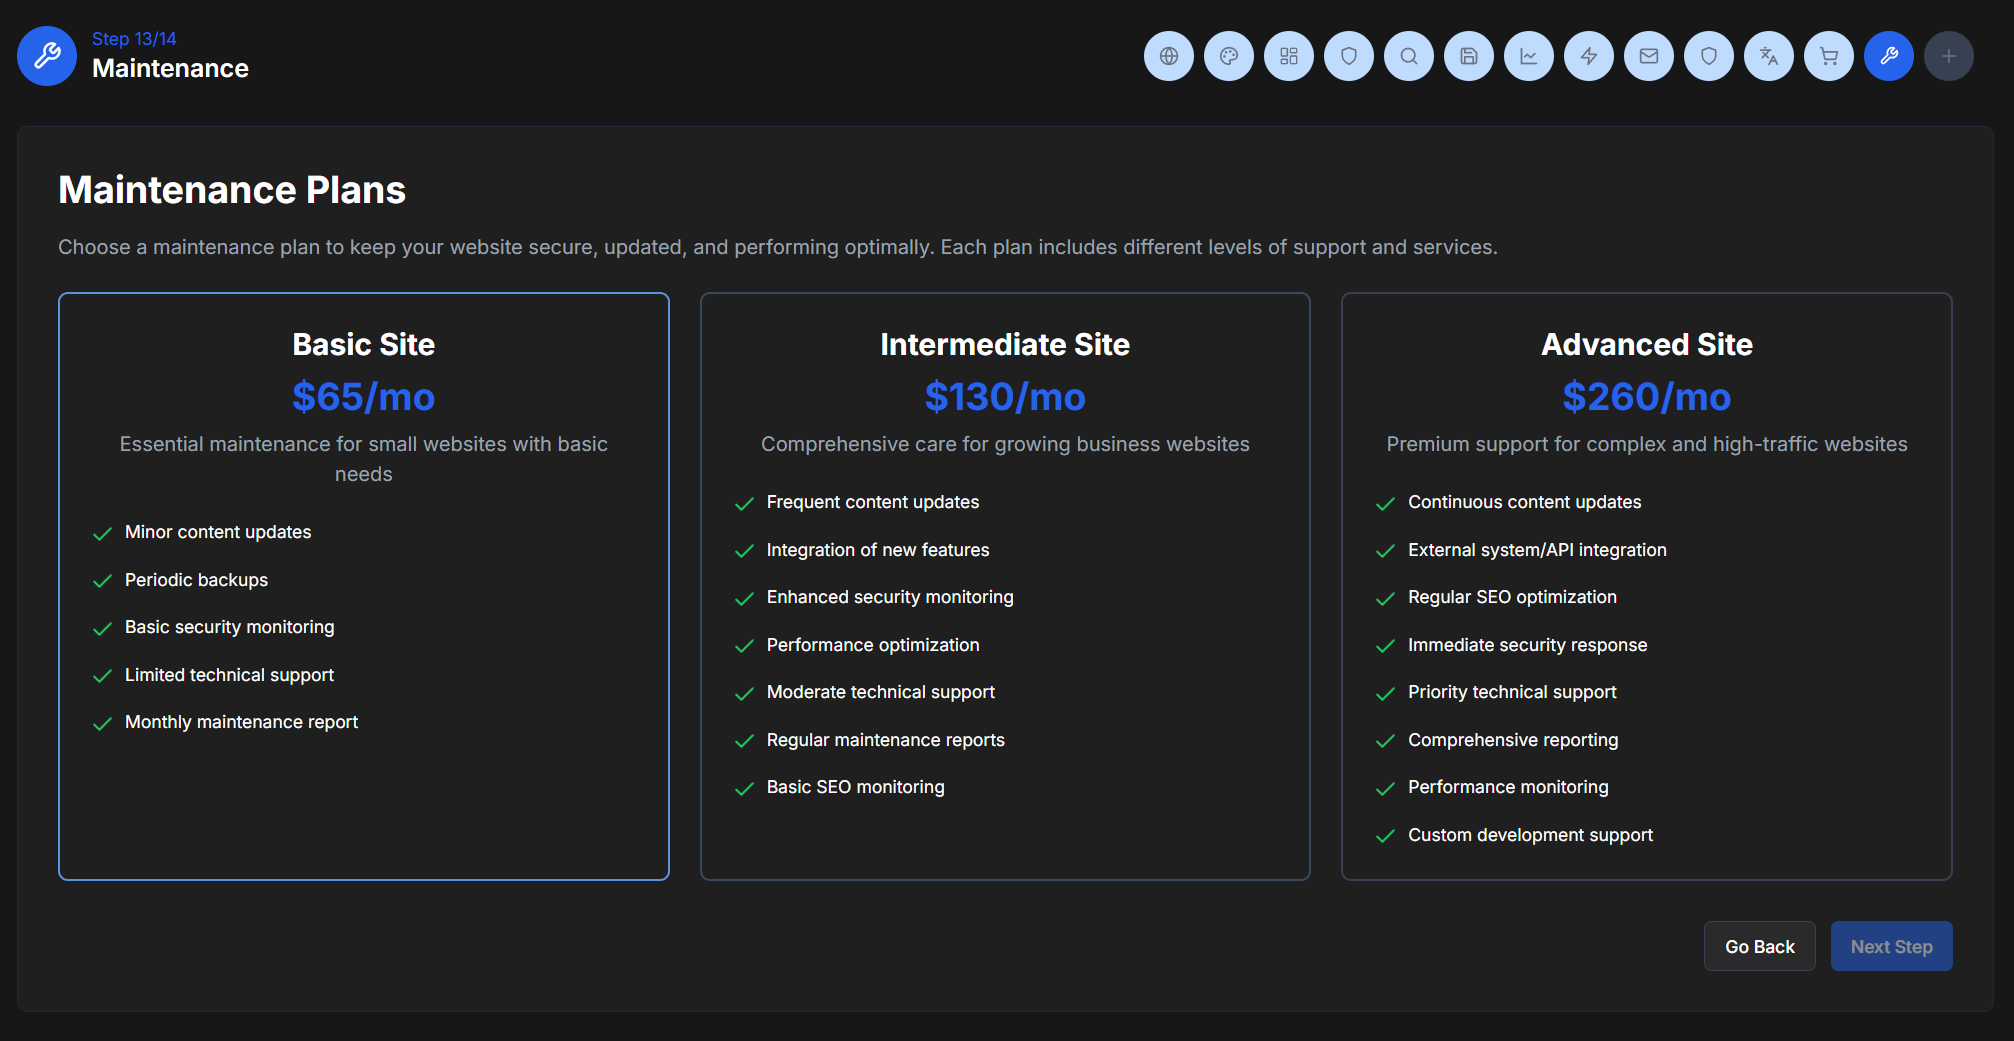 Step 13/14
Maintenance
Maintenance Plans
Choose a maintenance plan to keep your website secure, updated, and performing optimally. Each plan includes different levels of support and services.
Basic Site
$65/mo
Essential maintenance for small websites with basic
needs
Minor content updates
Periodic backups
Basic security monitoring
Limited technical support
Monthly maintenance report
Intermediate Site
$130/mo
Comprehensive care for growing business websites
Frequent content updates
Integration of new features
Enhanced security monitoring
Performance optimization
Moderate technical support
Regular maintenance reports
Basic SEO monitoring
Advanced Site
$260/mo
Premium support for complex and high-traffic websites
Continuous content updates
External system/API integration
Regular SEO optimization
Immediate security response
Priority technical support
Comprehensive reporting
Performance monitoring
Custom development support
Go Back
Next Step